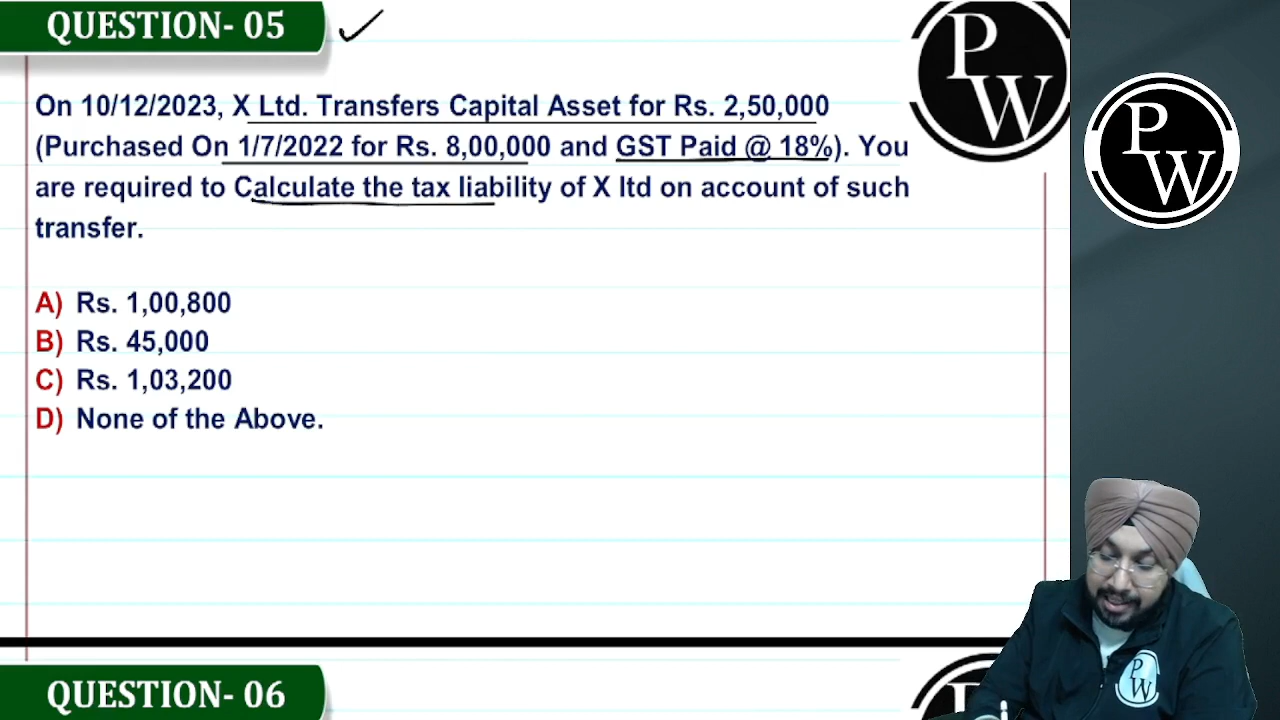 QUESTION- 05
On 10/12/2023, X Ltd. Transfers Capital Asset for Rs. 2,50,000
(Purchased On 1/7/2022 for Rs. 8,00,000 and GST Paid @ 18%). You
are required to Calculate the tax liability of X ltd on account of such
transfer.
A) Rs. 1,00,800
B) Rs. 45,000
C) Rs. 1,03,200
D) None of the Above.
QUESTION- 06
P
W
P
W
P
W